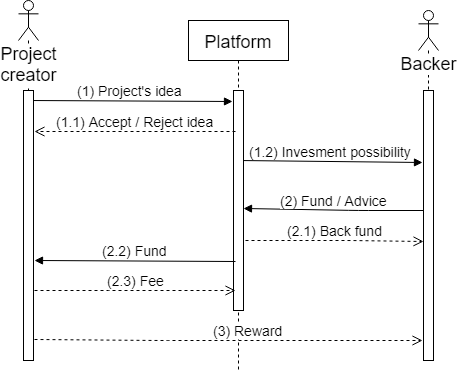 Project
creator
Platform
Backer
(1) Project's idea
(1.1) Accept / Reject idea
(1.2) Invesment possibility
(2) Fund / Advice
(2.1) Back fund
(2.2) Fund
(2.3) Fee
(3) Reward